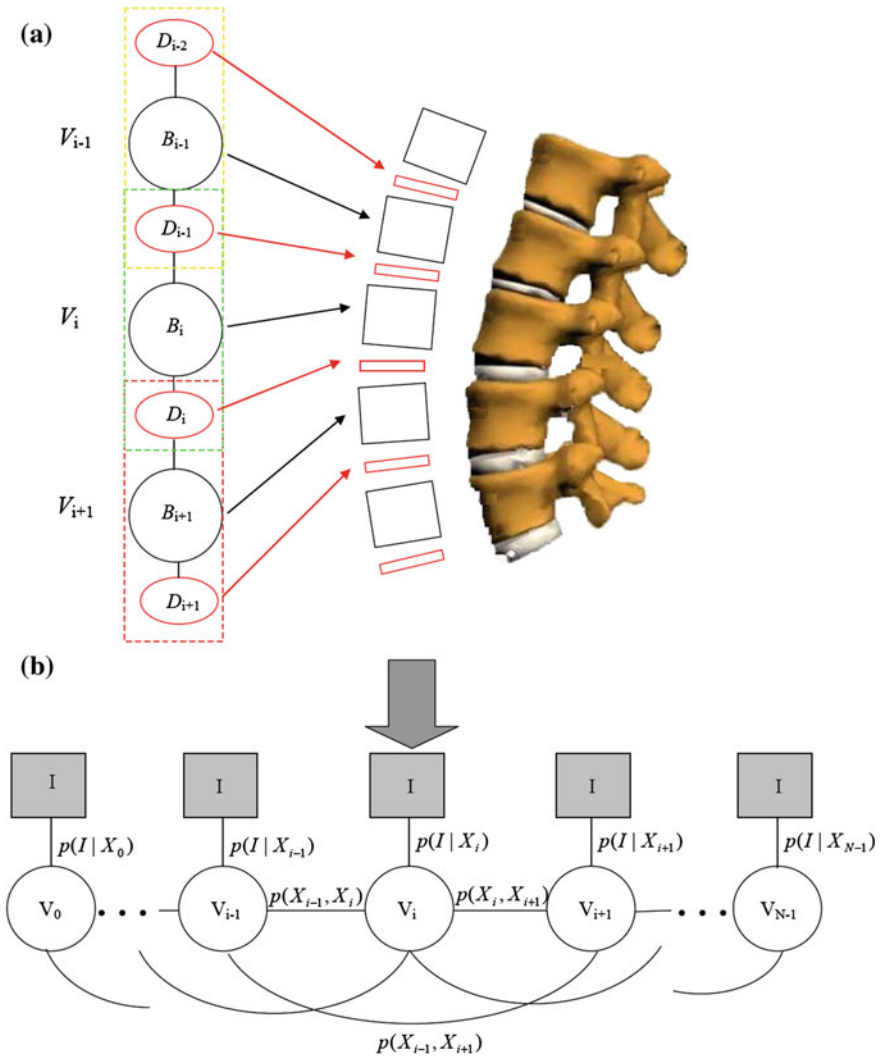 (a)
D_{i-2}
V_{i-1}
B_{i-1}
D_{i-1}
V_i
B_i
D_i
V_{i+1}
B_{i+1}
D_{i+1}
(b)
I I I I I
p(I | X_0) p(I | X_{i-1}) p(I | X_i) p(I | X_{i+1}) p(I | X_{N-1})
p(X_{i-1}, X_i) p(X_i, X_{i+1})
V_0 • • • V_{i-1} V_i V_{i+1} • • • V_{N-1}
p(X_{i-1}, X_{i+1})